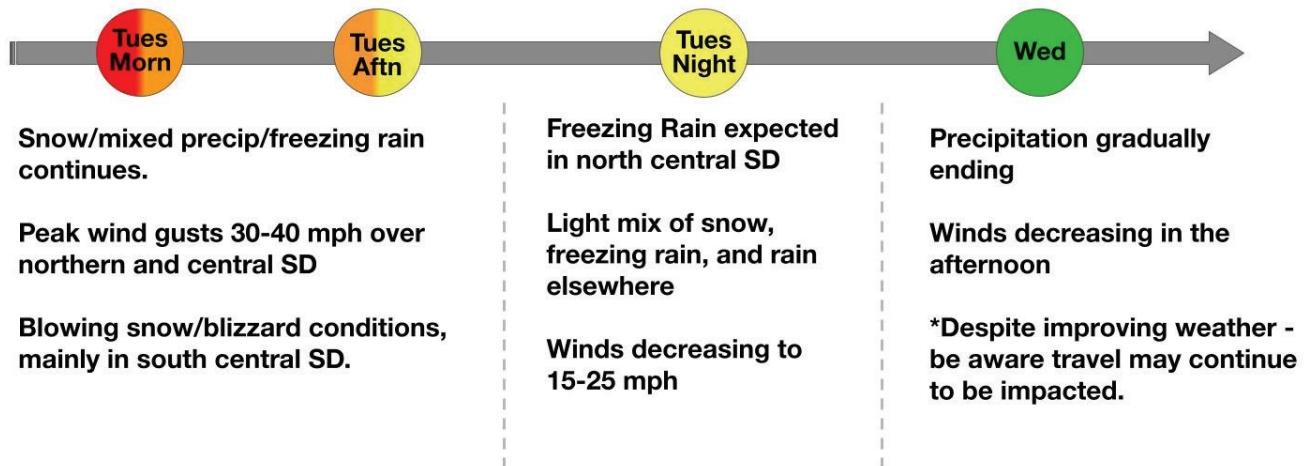 Tues
Morn
Tues
Aftn
Tues
Night
Wed
Snow/mixed precip/freezing rain
continues.
Peak wind gusts 30-40 mph over
northern and central SD
Blowing snow/blizzard conditions,
mainly in south central SD.
Freezing Rain expected
in north central SD
Light mix of snow,
freezing rain, and rain
elsewhere
Winds decreasing to
15-25 mph
Precipitation gradually
ending
Winds decreasing in the
afternoon
*Despite improving weather -
be aware travel may continue
to be impacted.